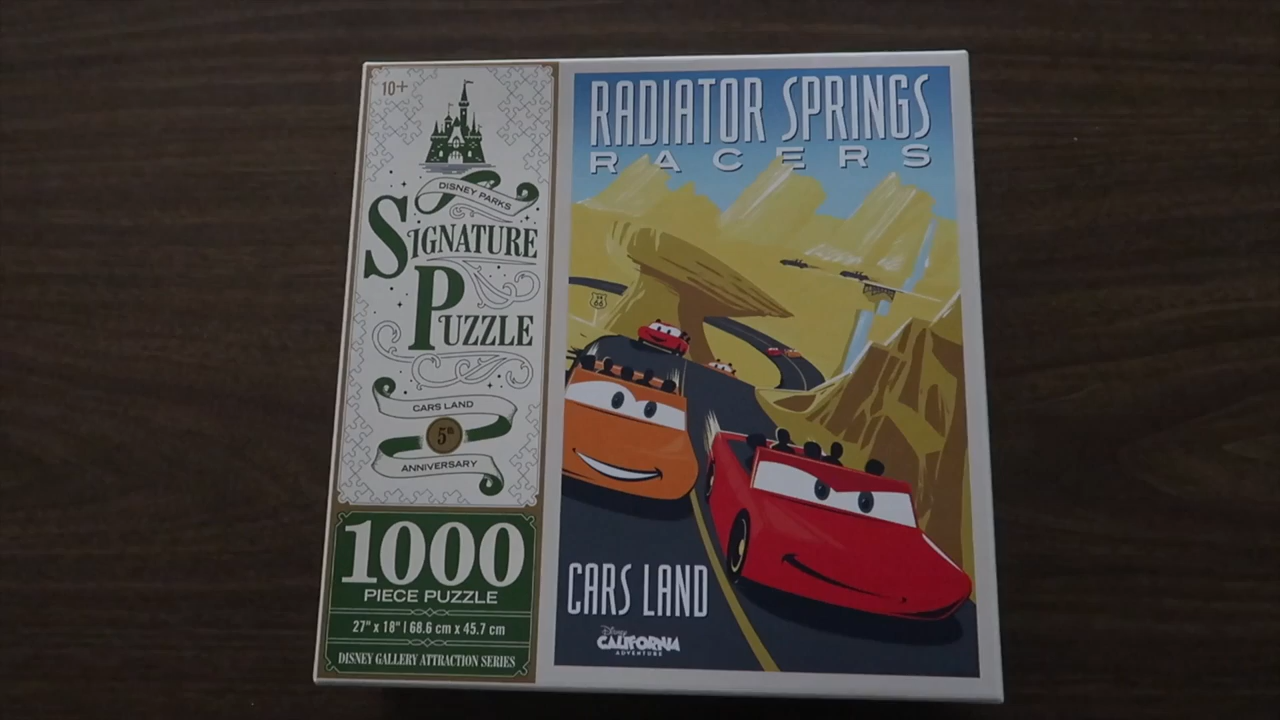 10+
DISNEY PARKS
SIGNATURE
PUZZLE
CARS LAND
5th
ANNIVERSARY
1000
PIECE PUZZLE
27" x 18" | 68.6 cm x 45.7 cm
DISNEY GALLERY ATTRACTION SERIES
RADIATOR SPRINGS
RACERS
66
CARS LAND
Disney
CALIFORNIA
ADVENTURE